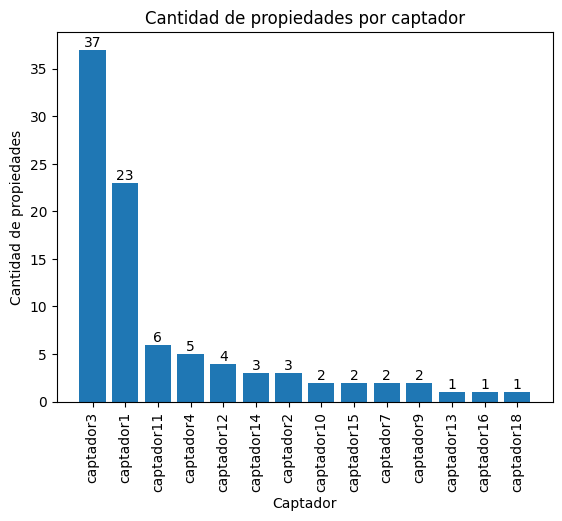 Cantidad de propiedades por captador
Cantidad de propiedades
35
30
25
20
15
10
5
0
37
23
6
5
4
3
3
2
2
2
2
1
1
1
captador3
captador1
captador11
captador4
captador12
captador14
captador2
captador10
captador15
captador7
captador9
captador13
captador16
captador18
Captador